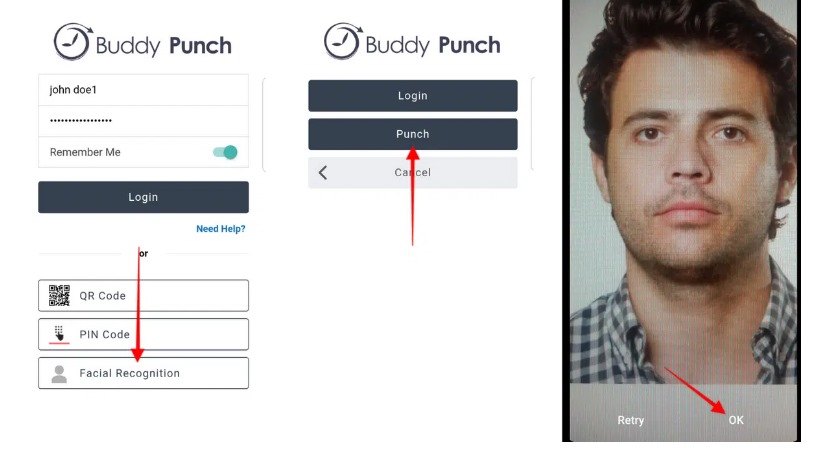 Buddy Punch
john doe1
•••••••••••••••••
Remember Me
Login
Need Help?
or
QR Code
PIN Code
Facial Recognition
Buddy Punch
Login
Punch
Cancel
Retry
OK